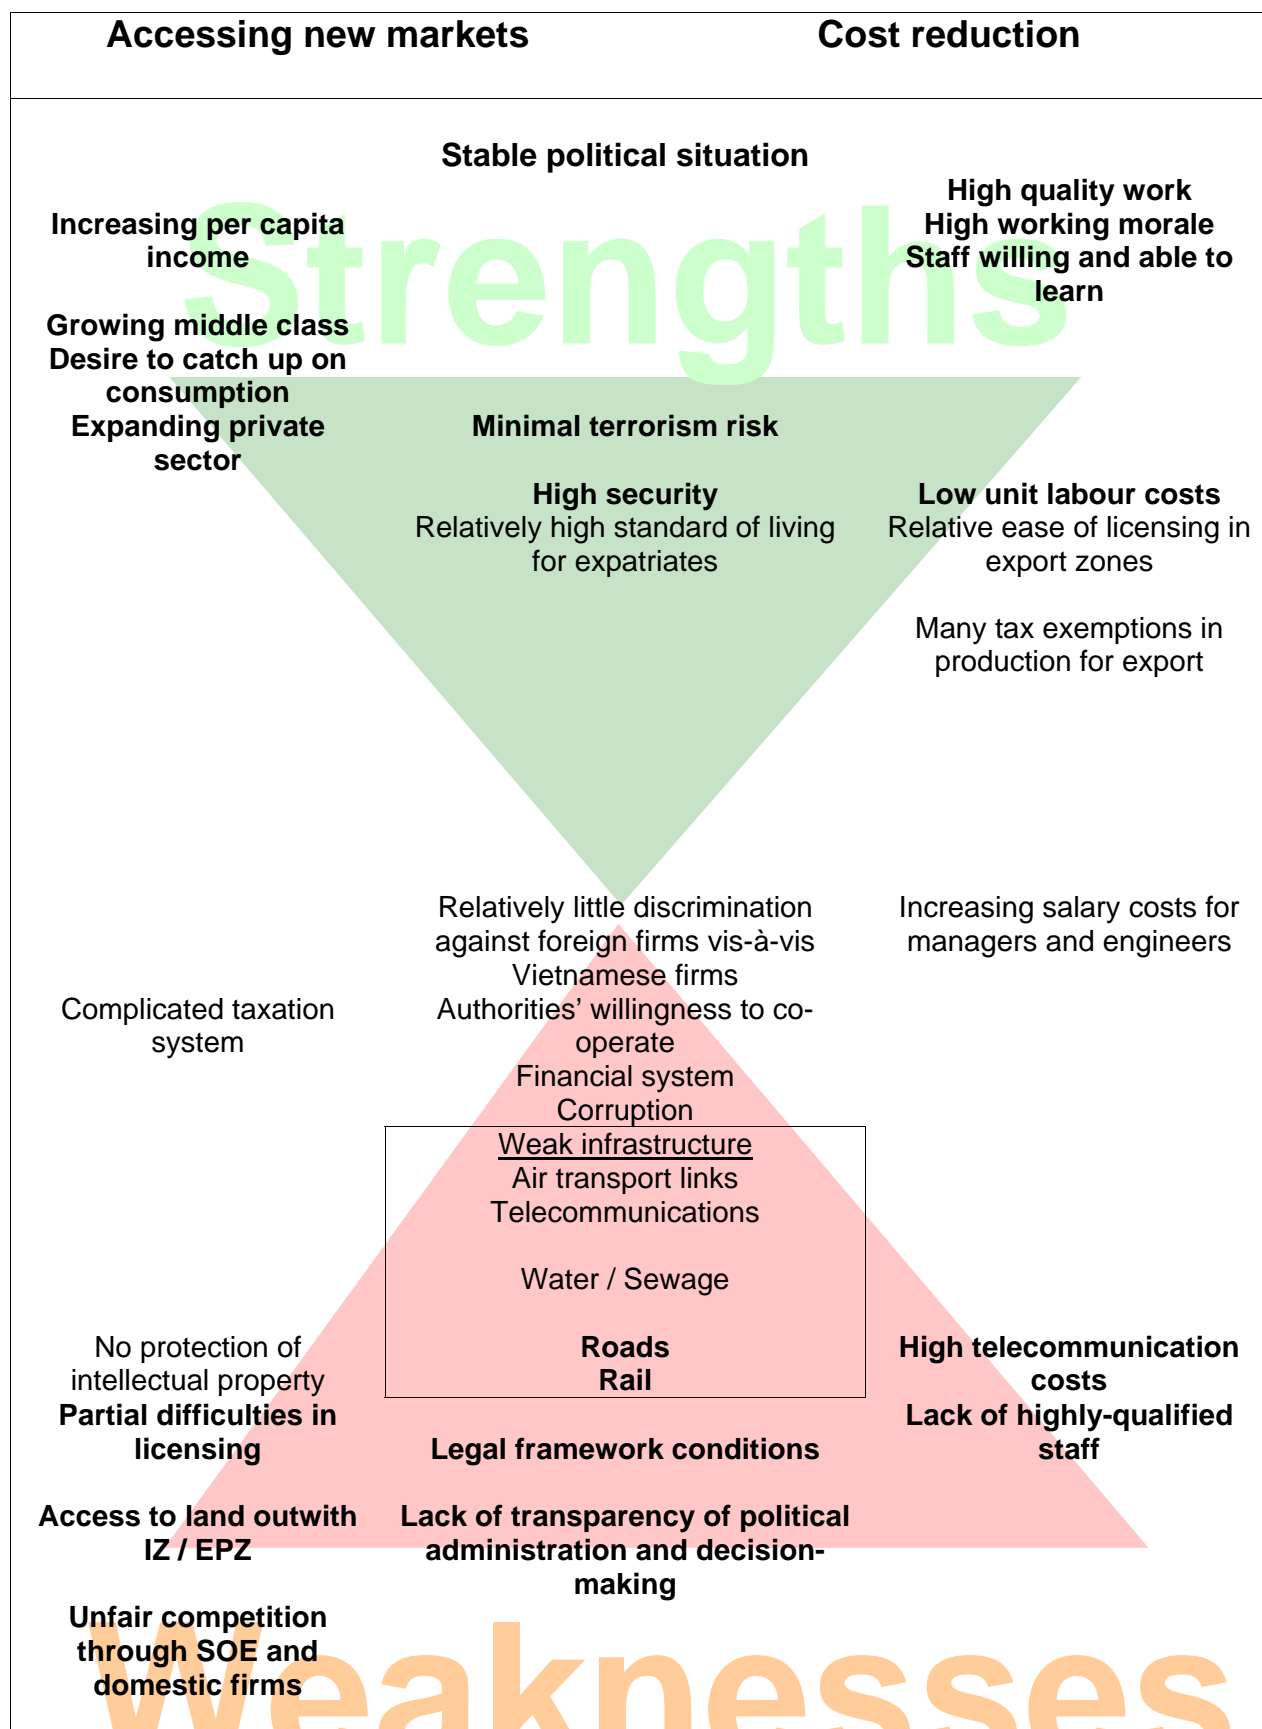 Accessing new markets
Cost reduction
Stable political situation
Strengths
High quality work
High working morale
Staff willing and able to
learn
Increasing per capita
income
Growing middle class
Desire to catch up on
consumption
Expanding private
sector
Minimal terrorism risk
High security
Relatively high standard of living
for expatriates
Low unit labour costs
Relative ease of licensing in
export zones
Many tax exemptions in
production for export
Relatively little discrimination
against foreign firms vis-à-vis
Vietnamese firms
Authorities’ willingness to co-
operate
Financial system
Corruption
Increasing salary costs for
managers and engineers
Complicated taxation
system
Weak infrastructure
Air transport links
Telecommunications
Water / Sewage
Roads
Rail
No protection of
intellectual property
Partial difficulties in
licensing
High telecommunication
costs
Lack of highly-qualified
staff
Legal framework conditions
Access to land outwith
IZ / EPZ
Lack of transparency of political
administration and decision-
making
Unfair competition
through SOE and
domestic firms
Weaknesses